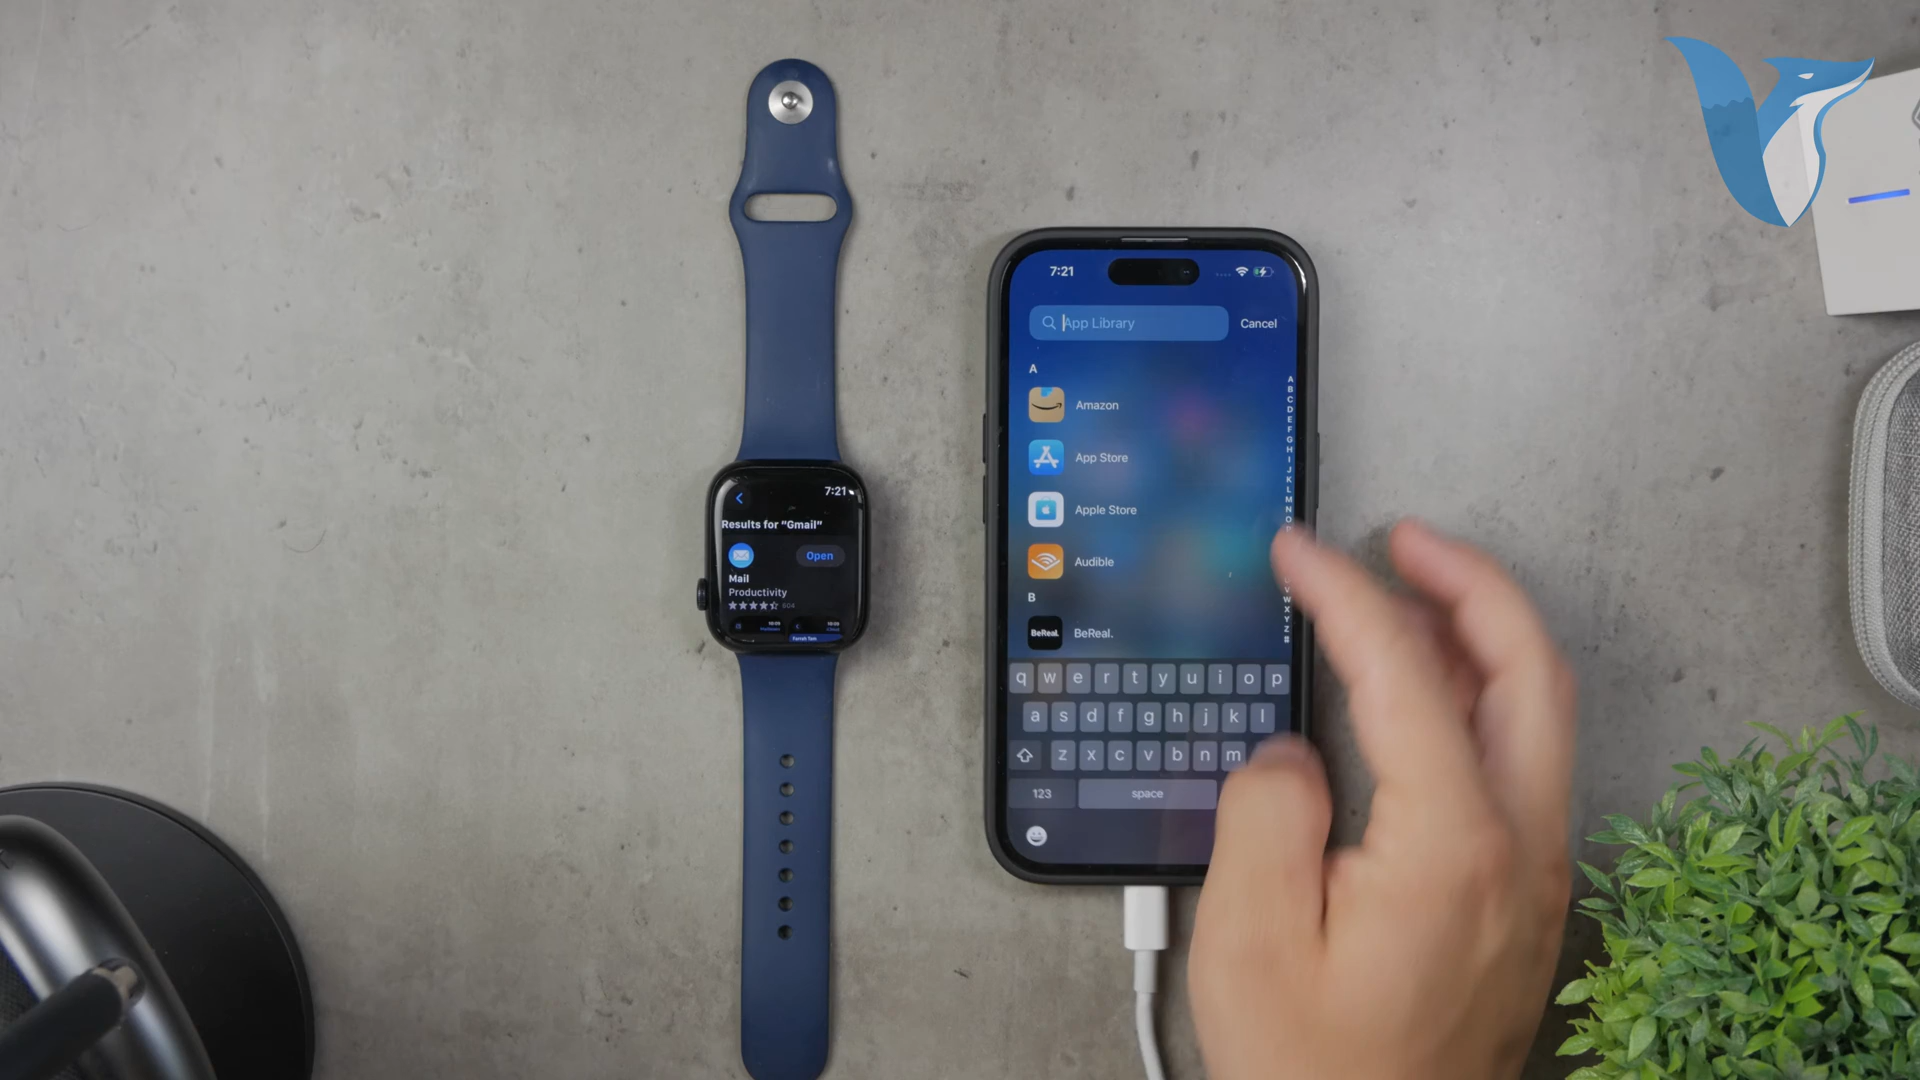 7:21
Results for "Gmail"
Open
Mail
Productivity
604
7:21
App Library
Cancel
A
Amazon
App Store
Apple Store
Audible
B
BeReal.
BeReal.
A
B
C
D
E
F
G
H
I
J
K
L
M
N
O
V
W
X
Y
Z
#
q w e r t y u i o p
a s d f g h j k l
z x c v b n m
123
space